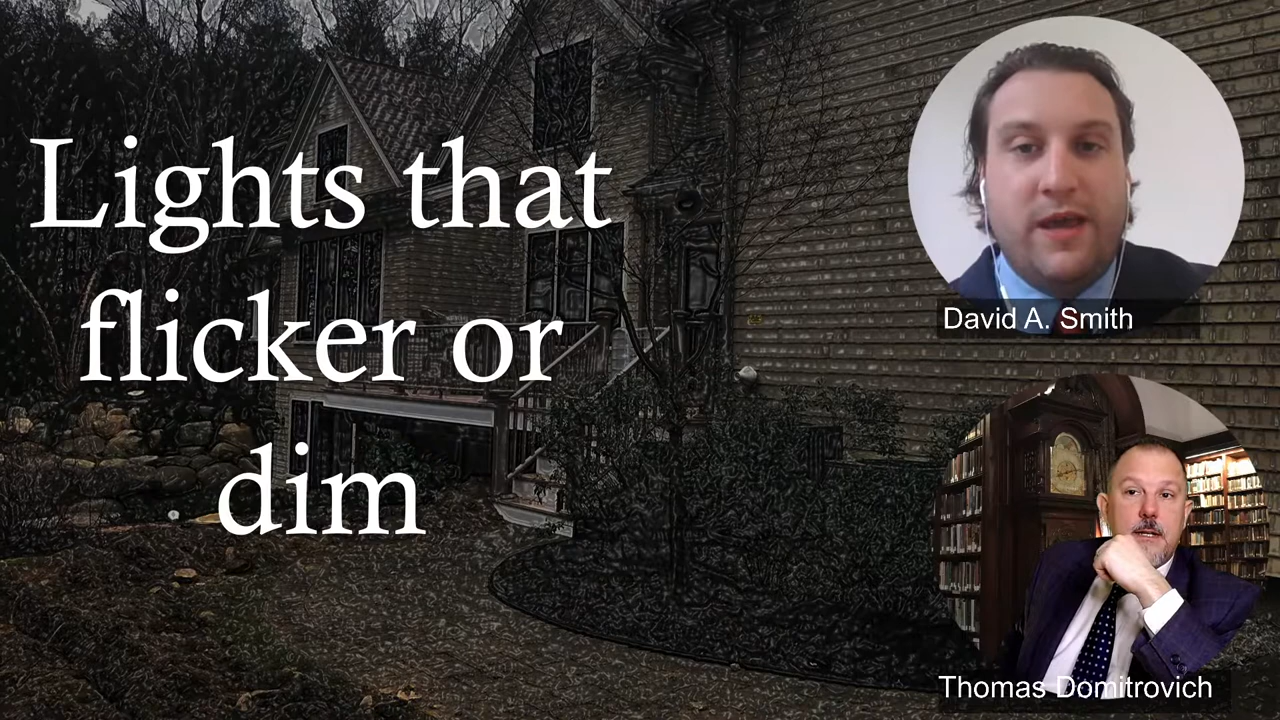 Lights that
flicker or
dim
David A. Smith
Thomas Domitrovich